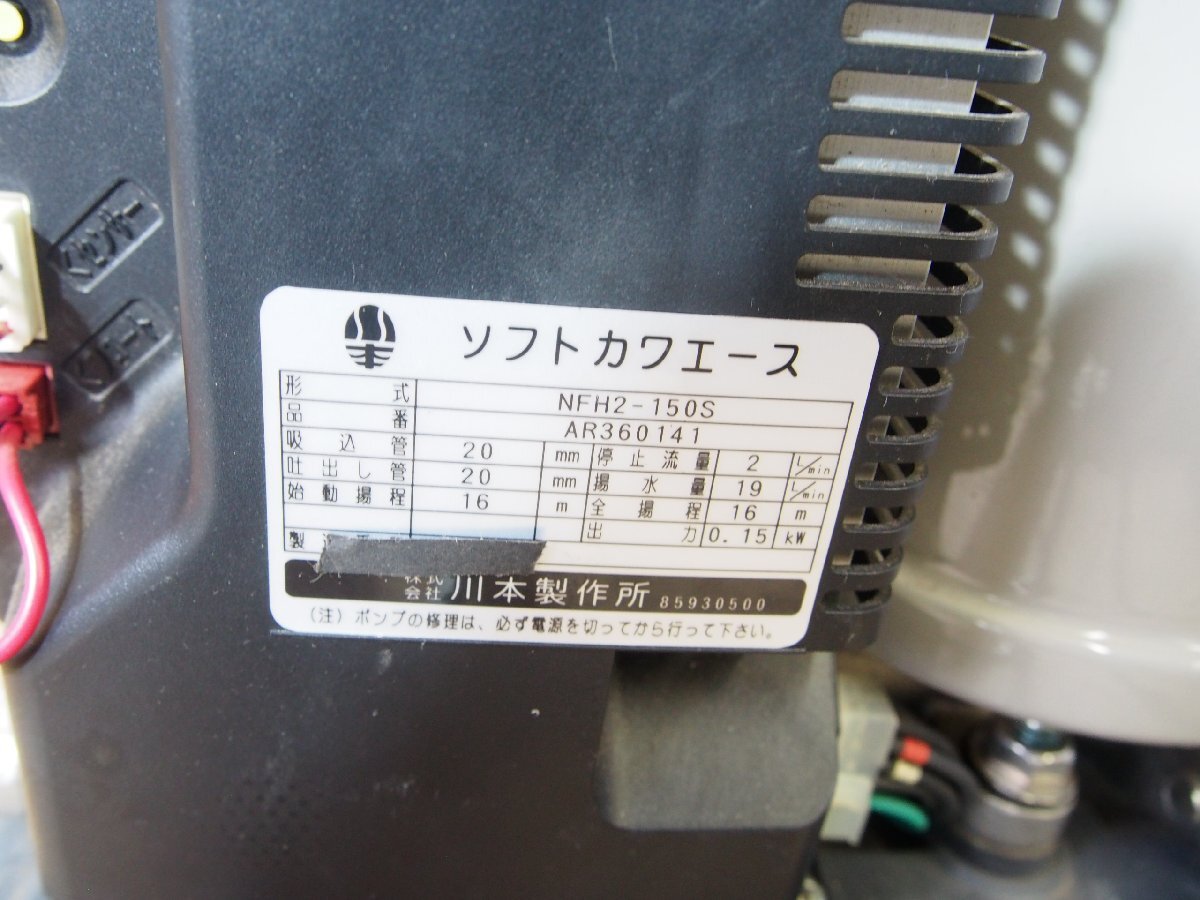 くセンサー
ソフトカワエース
形式 NFH2-150S
品番 AR360141
吸込管 20 mm 停止流量 2 L/min
吐出し管 20 mm 揚水量 19 L/min
始動揚程 16 m 全揚程 16 m
出力 0.15 kW
製
株式会社 川本製作所 85930500
(注) ポンプの修理は、必ず電源を切ってから行って下さい。